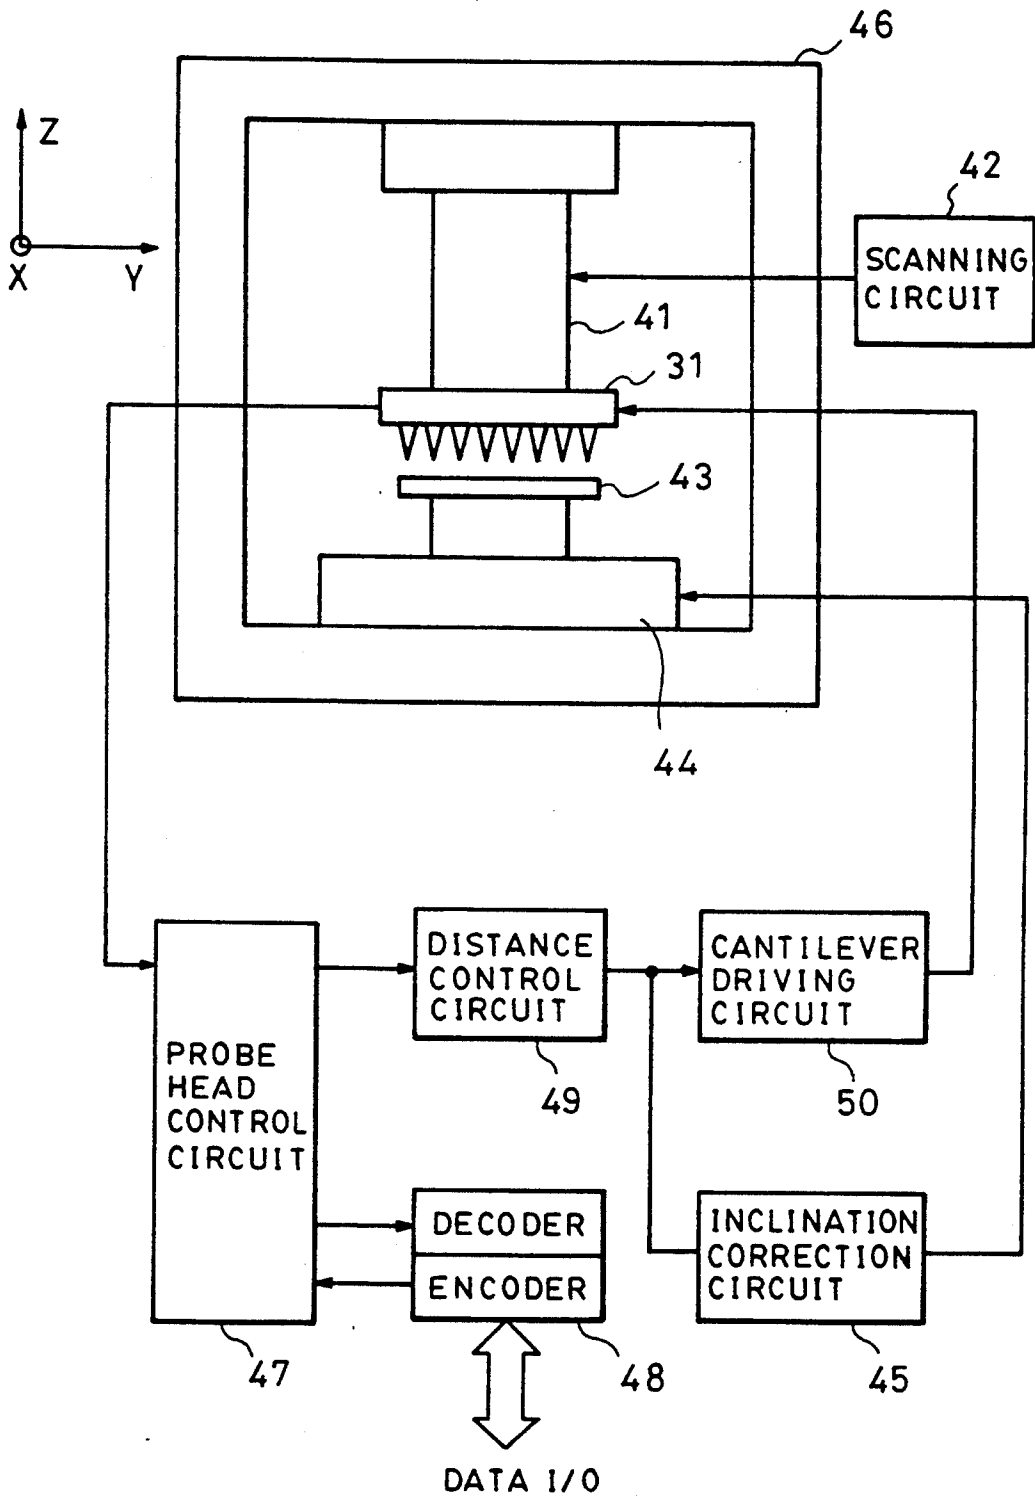 46
Z
X
Y
42
SCANNING
CIRCUIT
41
31
43
44
DISTANCE
CONTROL
CIRCUIT
49
CANTILEVER
DRIVING
CIRCUIT
50
PROBE
HEAD
CONTROL
CIRCUIT
47
DECODER
ENCODER
48
INCLINATION
CORRECTION
CIRCUIT
45
DATA I/O